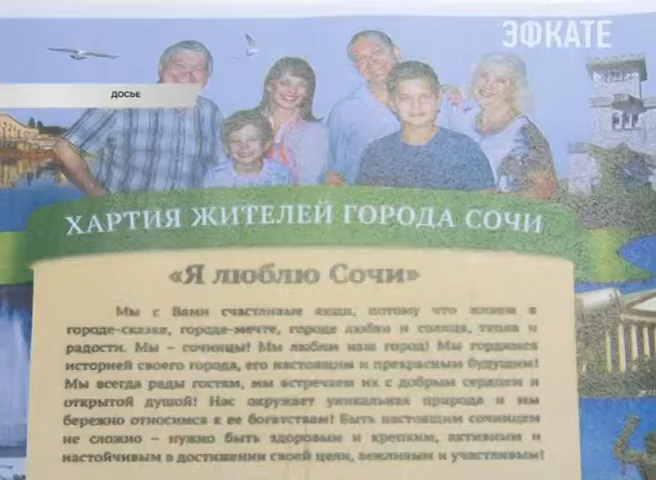 ЭФКАТЕ
ДОСЬЕ
ХАРТИЯ ЖИТЕЛЕЙ ГОРОДА СОЧИ
«Я люблю Сочи»
Мы с Вами счастливые люди, потому что живем в
городе-сказке, городе-мечте, городе любви и солнца, тепла и
радости. Мы – сочинцы! Мы любим наш город! Мы гордимся
историей своего города, его настоящим и прекрасным будущим!
Мы всегда рады гостям, мы встречаем их с добрым сердцем и
открытой душой! Нас окружает уникальная природа и мы
бережно относимся к ее богатствам! Быть настоящим сочинцем
не сложно – нужно быть здоровым и крепким, активным и
настойчивым в достижении своей цели, вежливым и участливым!